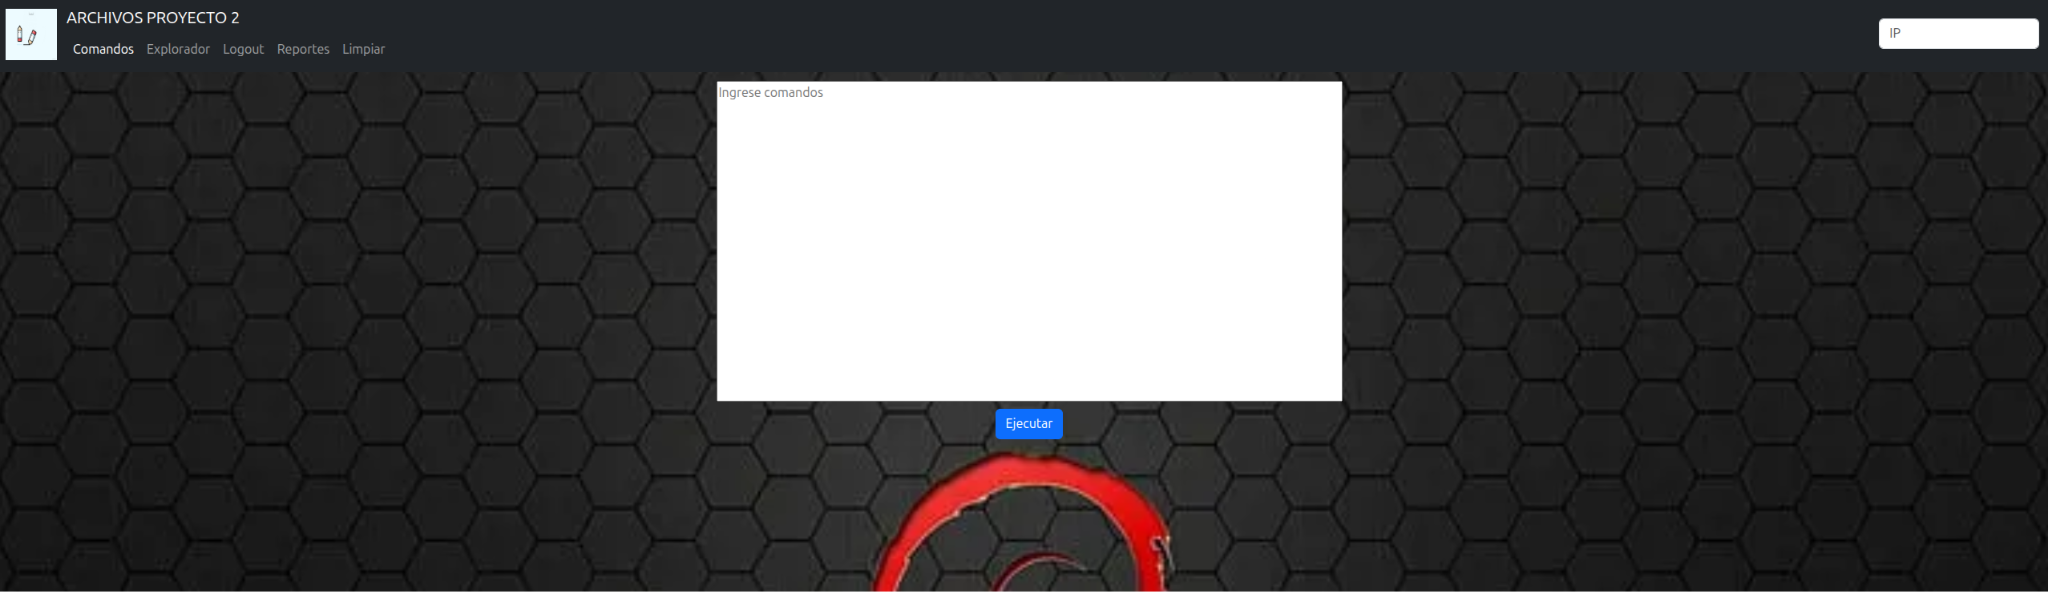 ARCHIVOS PROYECTO 2
Comandos Explorador Logout Reportes Limpiar
IP
Ingrese comandos
Ejecutar